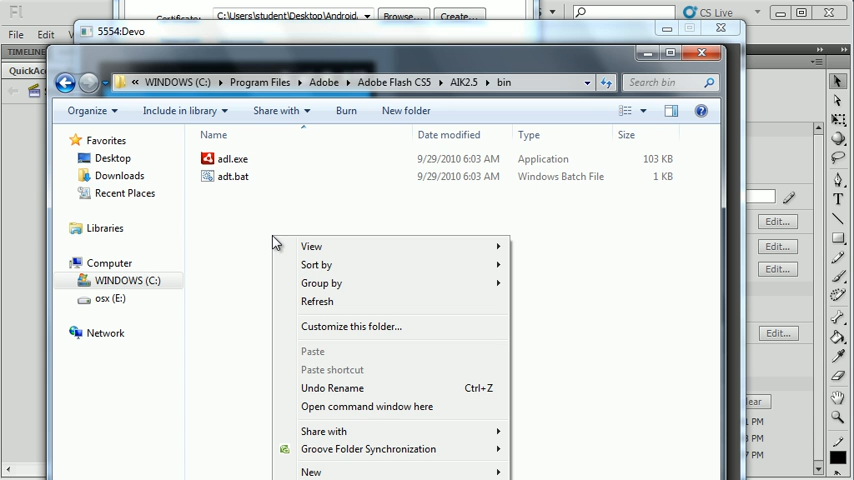 Certificate: C:\Users\student\Desktop\Android. Browse... Create...
CS Live
File Edit
5554:Devo
TIMELINE
WINDOWS (C:) Program Files Adobe Adobe Flash CS5 AIK2.5 bin
Search bin
Organize Include in library Share with Burn New folder
Name Date modified Type Size
adl.exe 9/29/2010 6:03 AM Application 103 KB
adt.bat 9/29/2010 6:03 AM Windows Batch File 1 KB
Favorites
Desktop
Downloads
Recent Places
Libraries
Computer
WINDOWS (C:)
osx (E:)
Network
View
Sort by
Group by
Refresh
Customize this folder...
Paste
Paste shortcut
Undo Rename Ctrl+Z
Open command window here
Share with
Groove Folder Synchronization
New
Edit...
Edit...
Edit...
Edit...